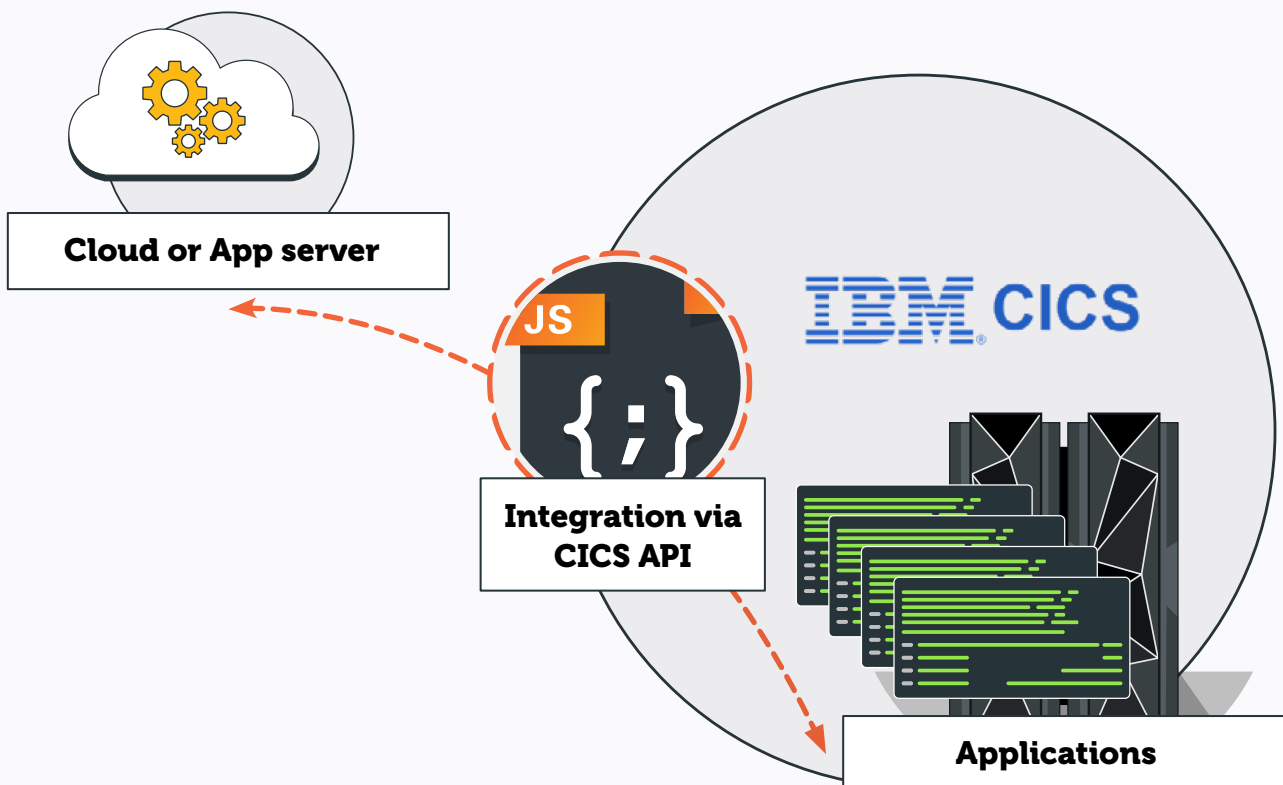 Cloud or App server
JS
IBM® CICS
{;}
Integration via
CICS API
Applications